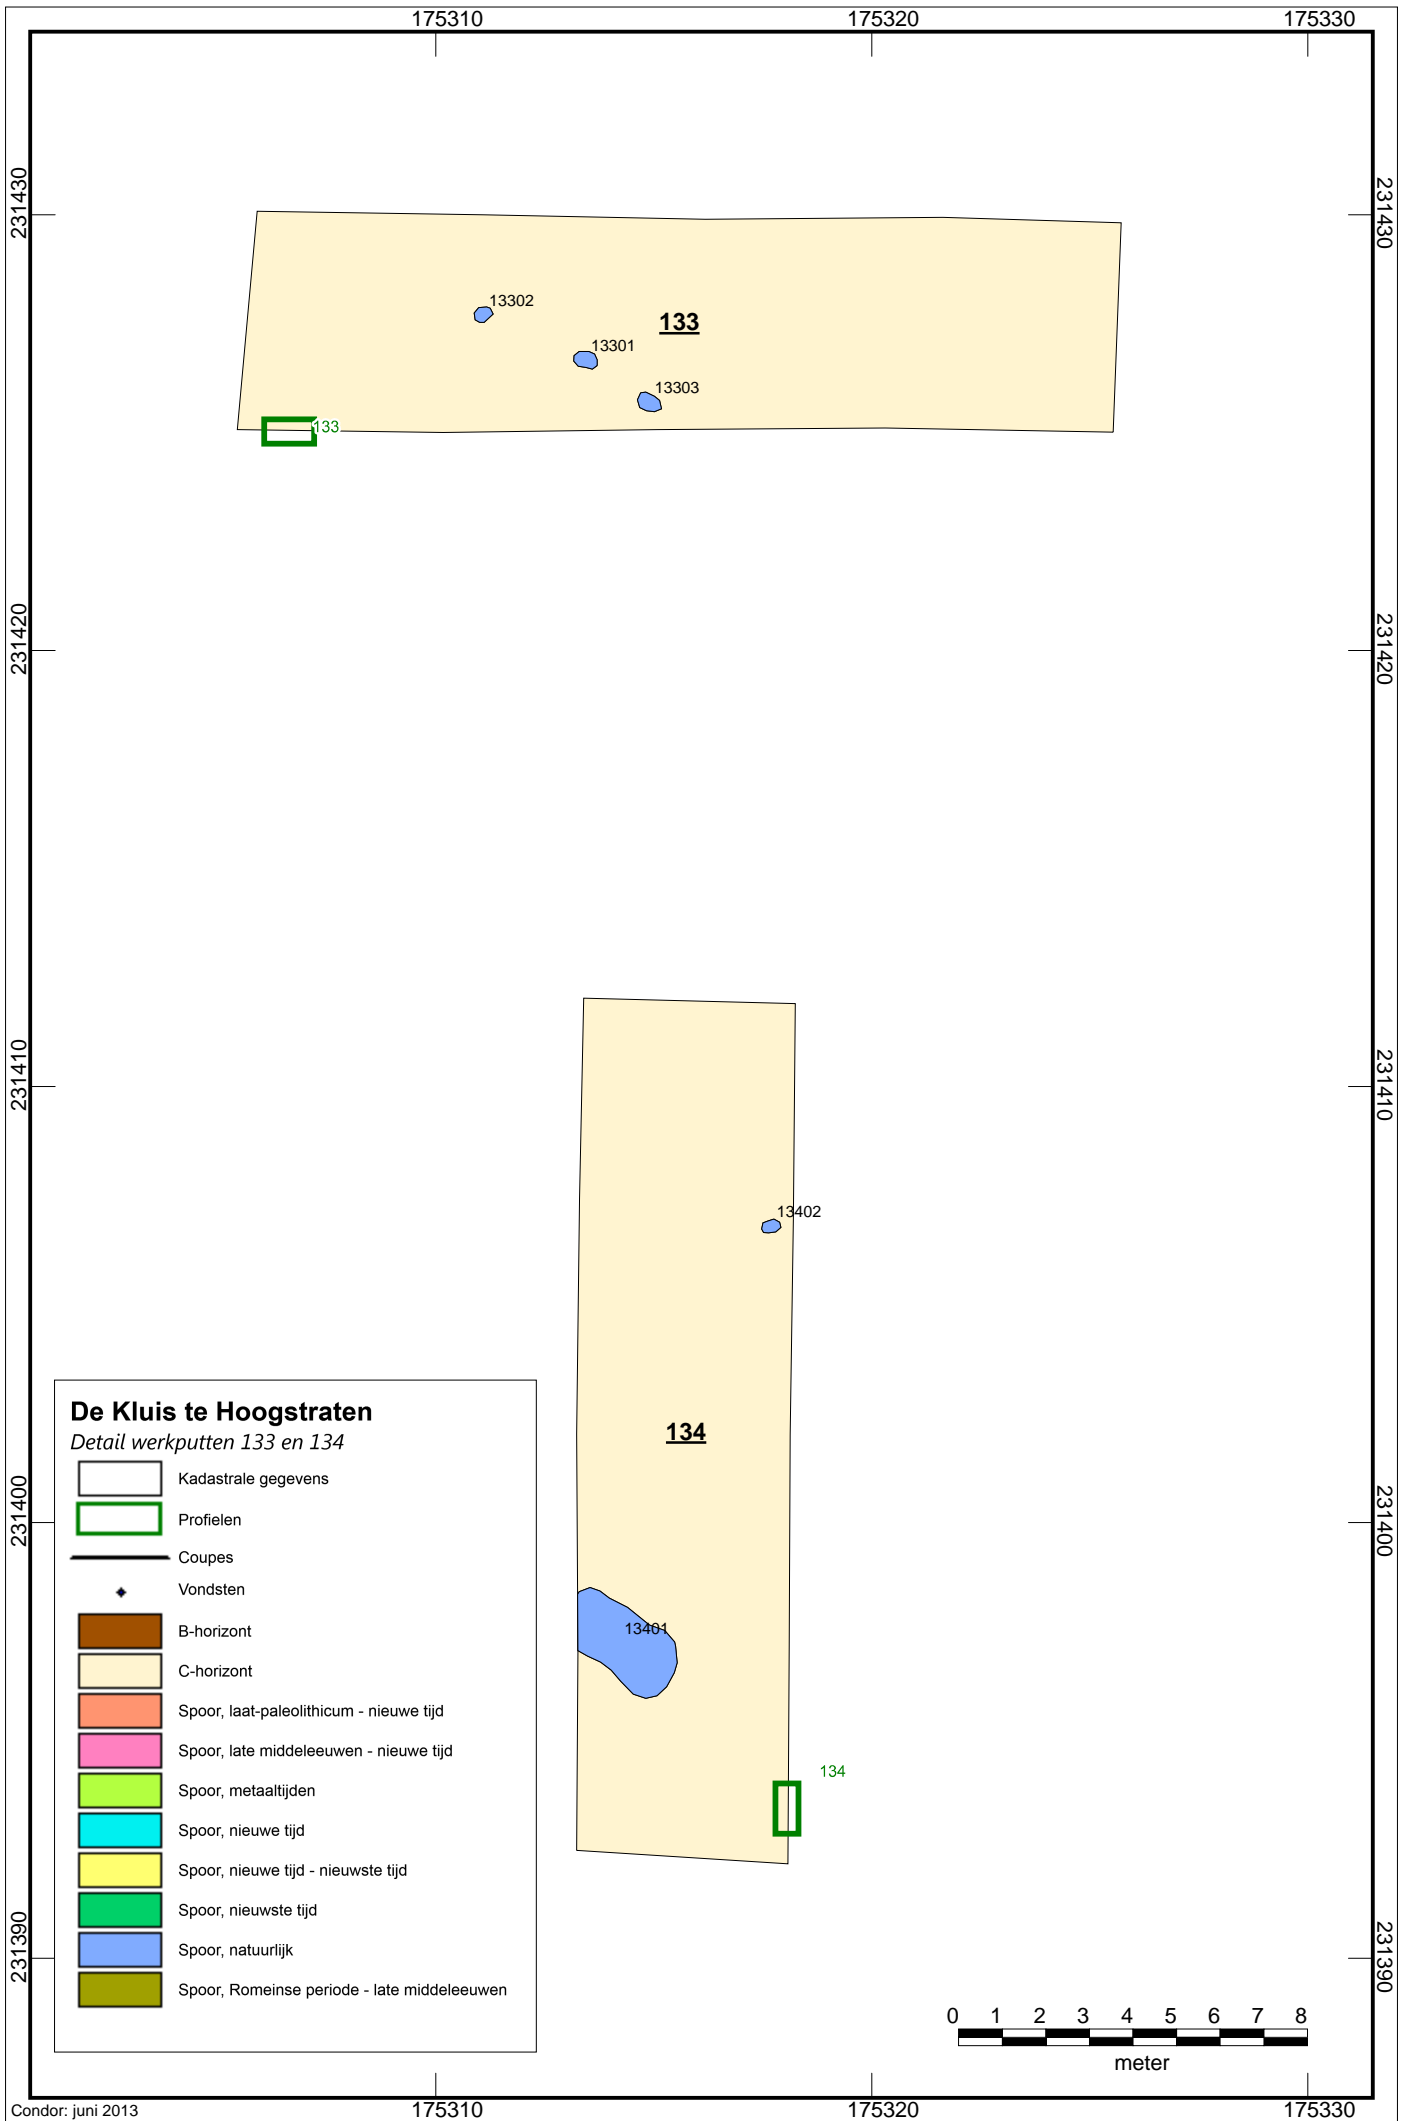 175310 175320 175330
231430 231430
13302
133
13301
13303
133
231420 231420
231410 231410
13402
De Kluis te Hoogstraten
Detail werkputten 133 en 134
134
Kadastrale gegevens
Profielen
231400 231400
Coupes
Vondsten
B-horizont
13401
C-horizont
Spoor, laat-paleolithicum - nieuwe tijd
Spoor, late middeleeuwen - nieuwe tijd
134
Spoor, metaaltijden
Spoor, nieuwe tijd
Spoor, nieuwe tijd - nieuwste tijd
Spoor, nieuwste tijd
Spoor, natuurlijk
231390 231390
Spoor, Romeinse periode - late middeleeuwen
0 1 2 3 4 5 6 7 8
meter
Condor: juni 2013
175310 175320 175330